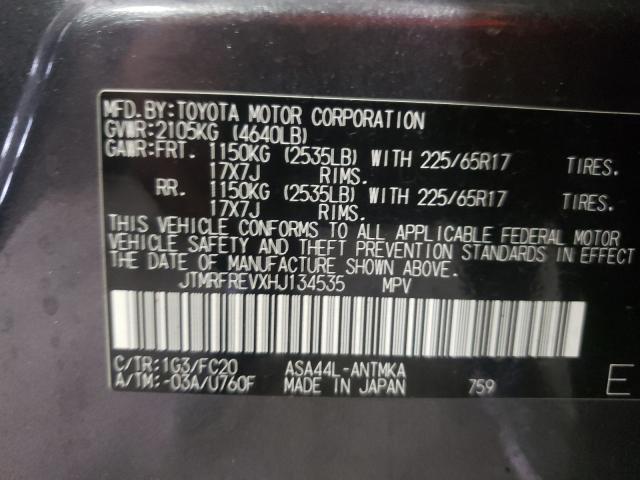 MFD.BY:TOYOTA MOTOR CORPORATION
GVWR:2105KG (4640LB)
GAWR:FRT. 1150KG (2535LB) WITH 225/65R17 TIRES.
17X7J RIMS.
RR. 1150KG (2535LB) WITH 225/65R17 TIRES.
17X7J RIMS.
THIS VEHICLE CONFORMS TO ALL APPLICABLE FEDERAL MOTOR
VEHICLE SAFETY AND THEFT PREVENTION STANDARDS IN EFFECT
THE DATE OF MANUFACTURE SHOWN ABOVE.
JTMRFREVXHJ134535 MPV
C/TR:1G3/FC20 ASA44L-ANTMKA
A/TM:-03A/U760F MADE IN JAPAN 759 E